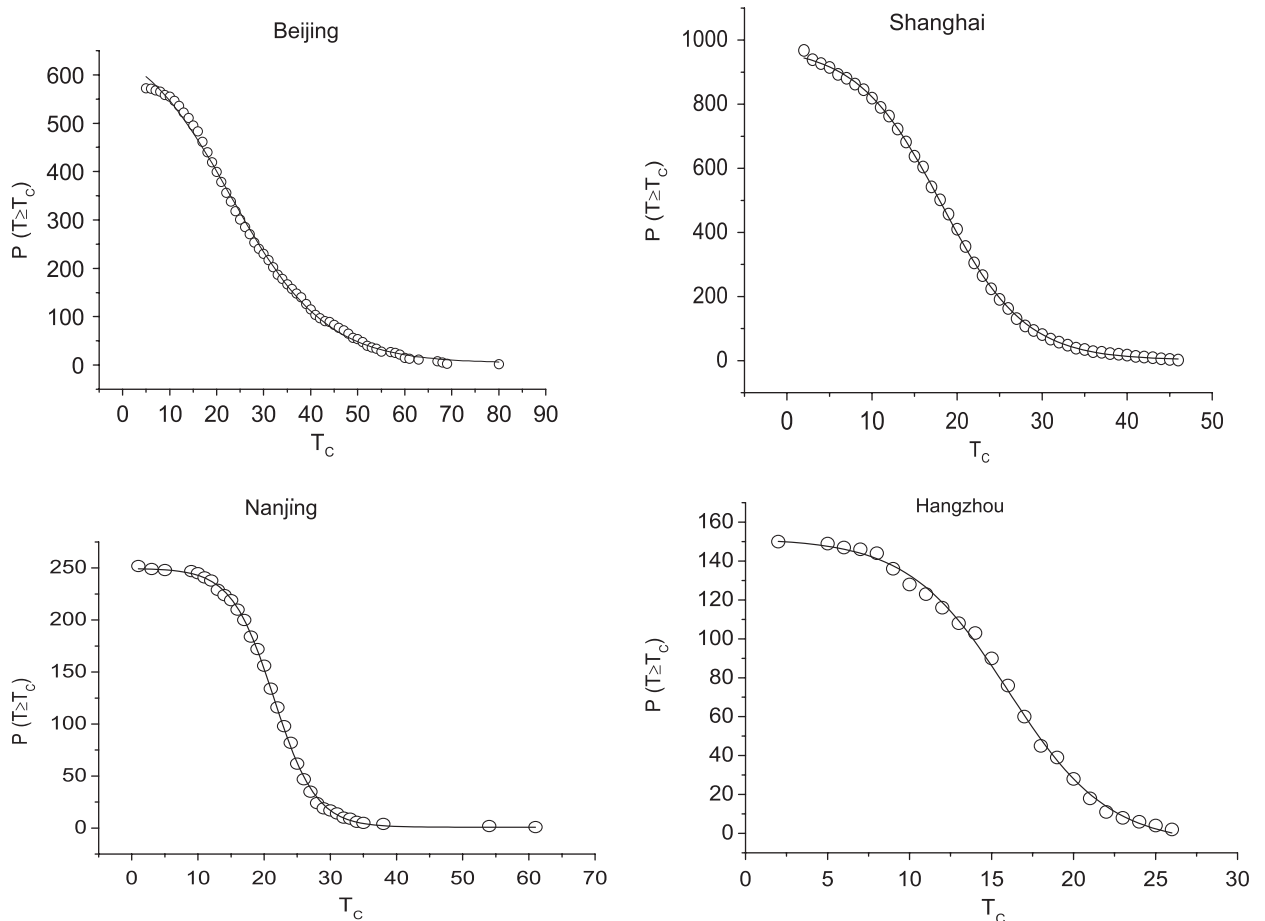 Beijing
600
500
400
300
200
100
0
P (T≥T_C)
0 10 20 30 40 50 60 70 80 90
T_C
Shanghai
1000
800
600
400
200
0
P (T≥T_C)
0 10 20 30 40 50
T_C
Nanjing
250
200
150
100
50
0
P (T≥T_C)
0 10 20 30 40 50 60 70
T_C
Hangzhou
160
140
120
100
80
60
40
20
0
P (T≥T_C)
0 5 10 15 20 25 30
T_C